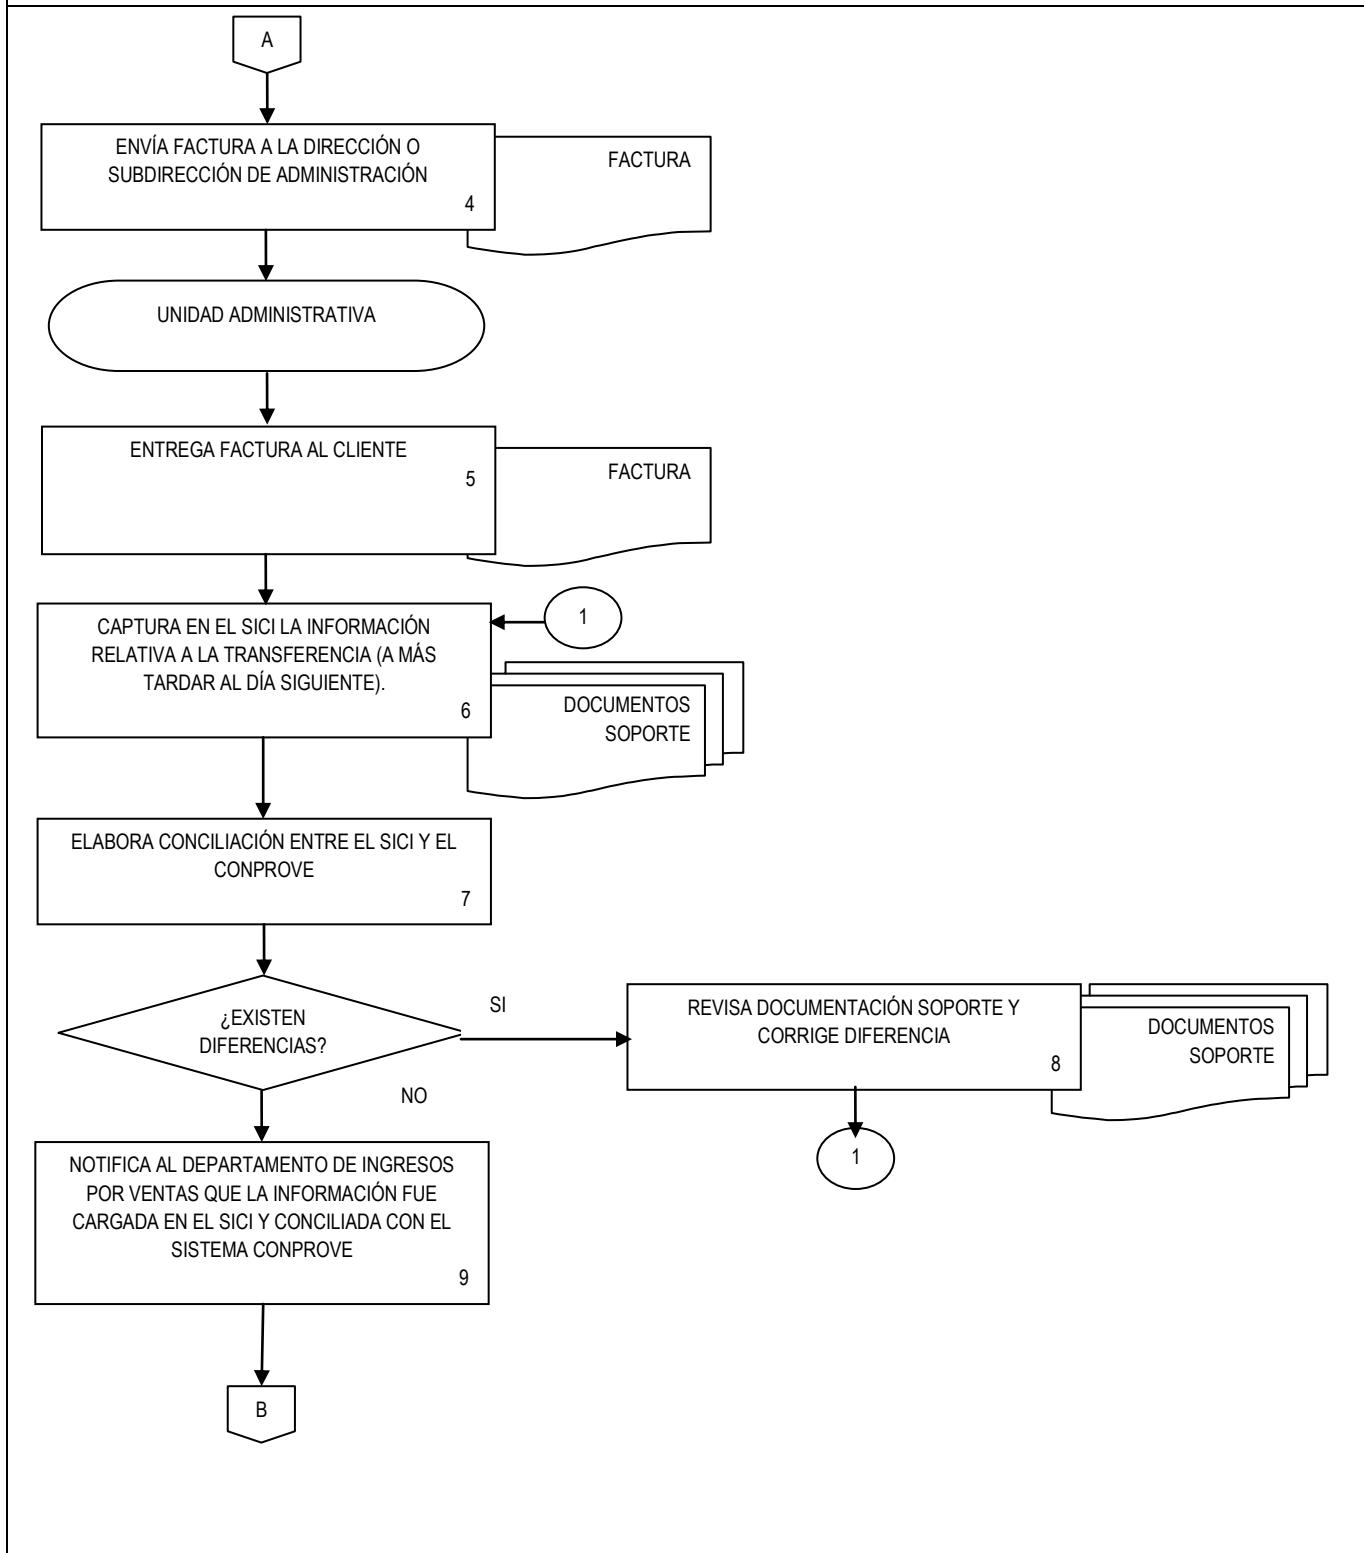 A
ENVÍA FACTURA A LA DIRECCIÓN O
SUBDIRECCIÓN DE ADMINISTRACIÓN
4
FACTURA
UNIDAD ADMINISTRATIVA
ENTREGA FACTURA AL CLIENTE
5
FACTURA
CAPTURA EN EL SICI LA INFORMACIÓN
RELATIVA A LA TRANSFERENCIA (A MÁS
TARDAR AL DÍA SIGUIENTE).
6
1
DOCUMENTOS
SOPORTE
ELABORA CONCILIACIÓN ENTRE EL SICI Y EL
CONPROVE
7
¿EXISTEN
DIFERENCIAS?
SI
REVISA DOCUMENTACIÓN SOPORTE Y
CORRIGE DIFERENCIA
8
DOCUMENTOS
SOPORTE
1
NO
NOTIFICA AL DEPARTAMENTO DE INGRESOS
POR VENTAS QUE LA INFORMACIÓN FUE
CARGADA EN EL SICI Y CONCILIADA CON EL
SISTEMA CONPROVE
9
B